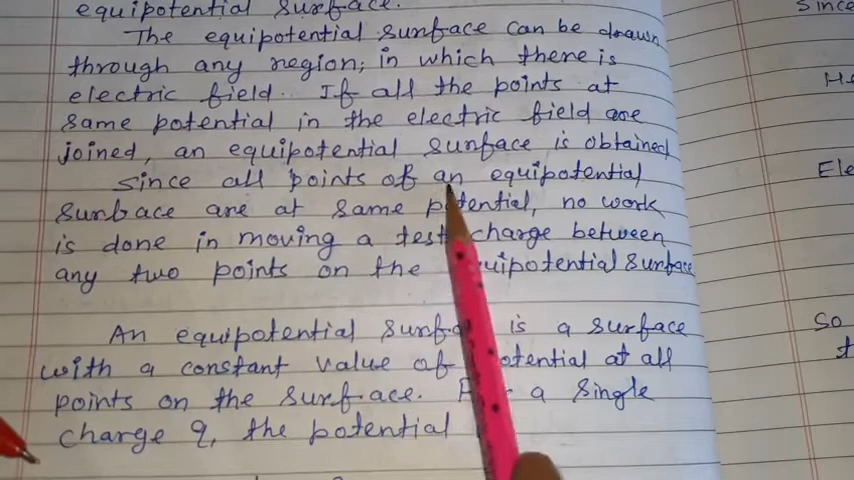 equipotential surface.
The equipotential surface can be drawn
through any region, in which there is
electric field. If all the points at
same potential in the electric field are
joined, an equipotential surface is obtained
Since all points of an equipotential
surface are at same potential, no work
is done in moving a test charge between
any two points on the equipotential surface
An equipotential surface is a surface
with a constant value of potential at all
points on the surface. a single
charge q, the potential
Since
Ele
So